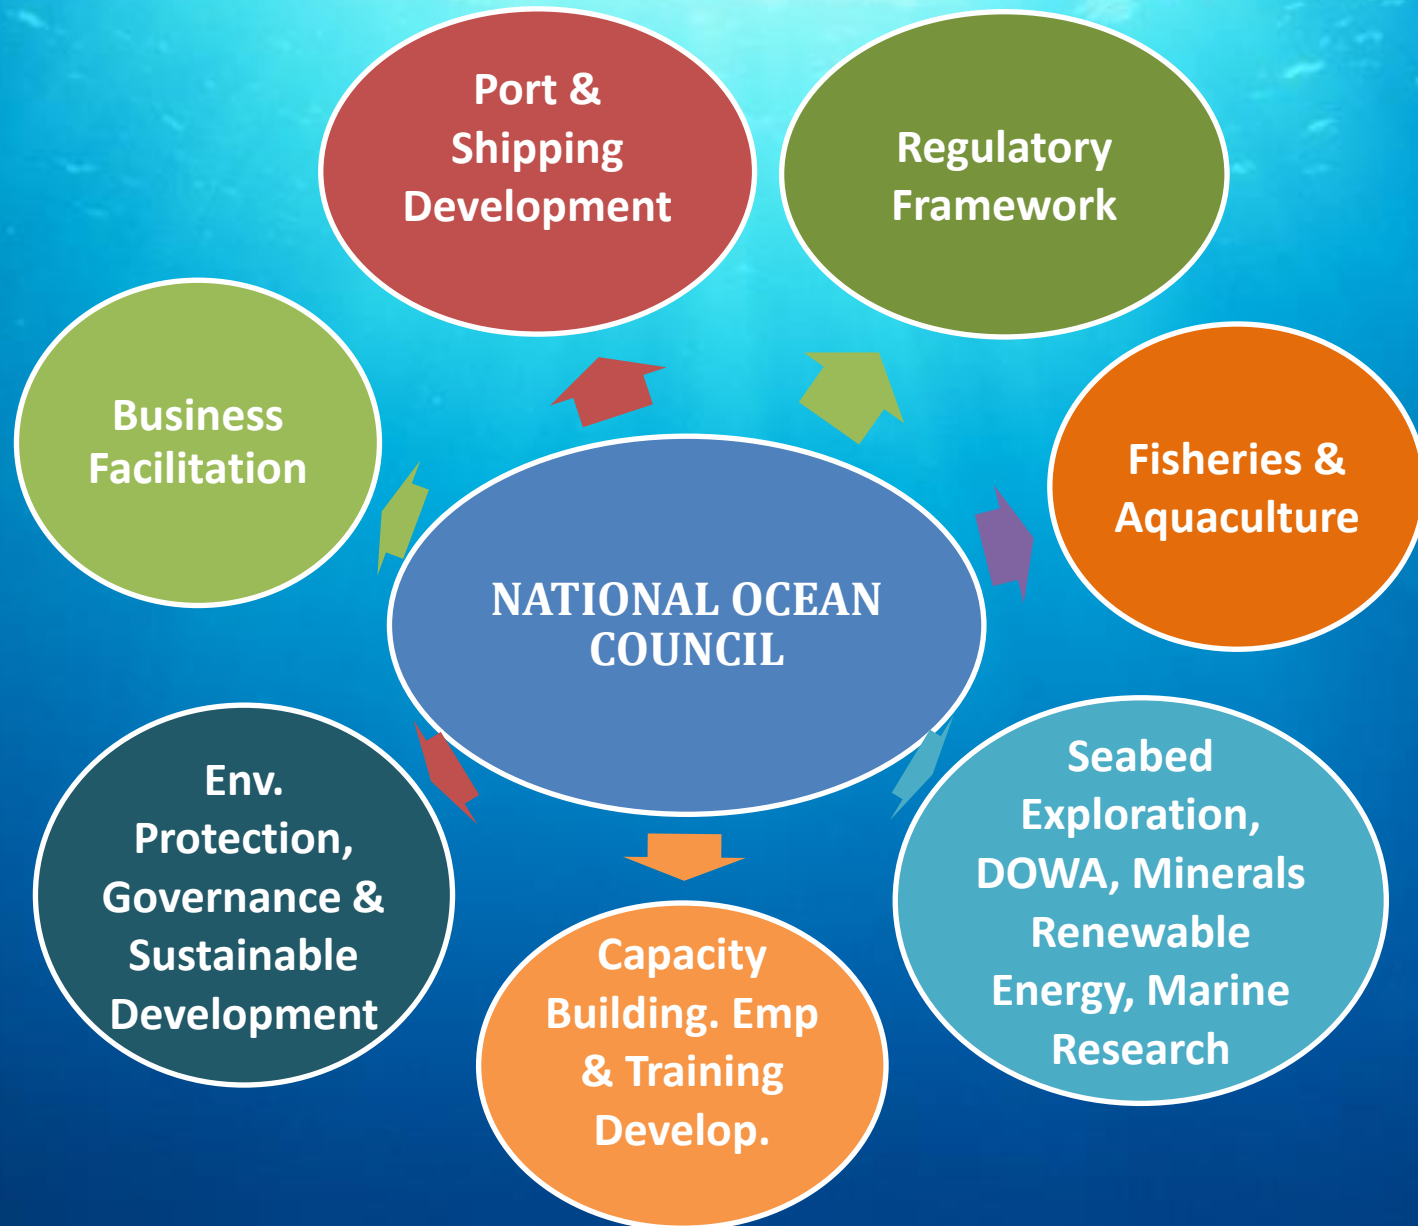 Port &
Shipping
Development
Regulatory
Framework
Business
Facilitation
Fisheries &
Aquaculture
NATIONAL OCEAN
COUNCIL
Env.
Protection,
Governance &
Sustainable
Development
Seabed
Exploration,
DOWA, Minerals
Renewable
Energy, Marine
Research
Capacity
Building. Emp
& Training
Develop.